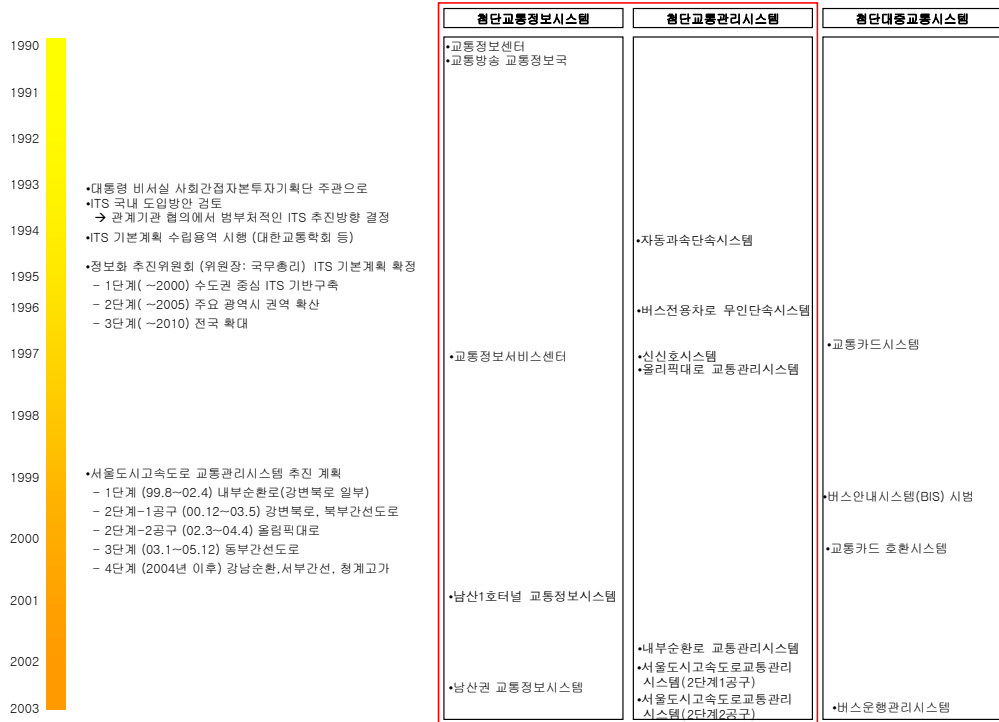 첨단교통정보시스템
첨단교통관리시스템
첨단대중교통시스템
1990
1991
1992
1993
1994
1995
1996
1997
1998
1999
2000
2001
2002
2003
•대통령 비서실 사회간접자본투자기획단 주관으로
•ITS 국내 도입방안 검토
→ 관계기관 협의에서 범부처적인 ITS 추진방향 결정
•ITS 기본계획 수립용역 시행 (대한교통학회 등)
•정보화 추진위원회 (위원장: 국무총리) ITS 기본계획 확정
- 1단계( ~2000) 수도권 중심 ITS 기반구축
- 2단계( ~2005) 주요 광역시 권역 확산
- 3단계( ~2010) 전국 확대
•서울도시고속도로 교통관리시스템 추진 계획
- 1단계 (99.8~02.4) 내부순환로(강변북로 일부)
- 2단계-1공구 (00.12~03.5) 강변북로, 북부간선도로
- 2단계-2공구 (02.3~04.4) 올림픽대로
- 3단계 (03.1~05.12) 동부간선도로
- 4단계 (2004년 이후) 강남순환,서부간선, 청계고가
•교통정보센터
•교통방송 교통정보국
•교통정보서비스센터
•남산1호터널 교통정보시스템
•남산권 교통정보시스템
•자동과속단속시스템
•버스전용차로 무인단속시스템
•신신호시스템
•올리픽대로 교통관리시스템
•내부순환로 교통관리시스템
•서울도시고속도로교통관리
시스템(2단계1공구)
•서울도시고속도로교통관리
시스템(2단계2공구)
•교통카드시스템
•버스안내시스템(BIS) 시범
•교통카드 호환시스템
•버스운행관리시스템